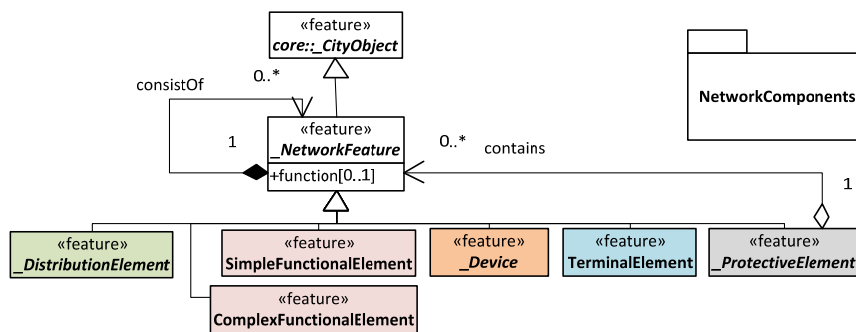 «feature»
core::_CityObject
consistOf
0..*
NetworkComponents
1
«feature»
_NetworkFeature
+function[0..1]
0..*
contains
1
«feature»
_DistributionElement
«feature»
SimpleFunctionalElement
«feature»
_Device
«feature»
TerminalElement
«feature»
_ProtectiveElement
«feature»
ComplexFunctionalElement